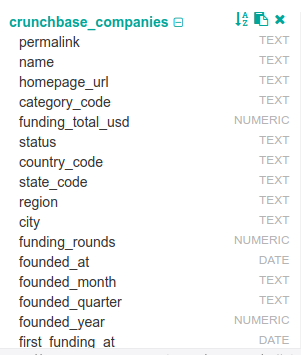 crunchbase_companies
permalink TEXT
name TEXT
homepage_url TEXT
category_code TEXT
funding_total_usd NUMERIC
status TEXT
country_code TEXT
state_code TEXT
region TEXT
city TEXT
funding_rounds NUMERIC
founded_at DATE
founded_month TEXT
founded_quarter TEXT
founded_year NUMERIC
first_funding_at DATE